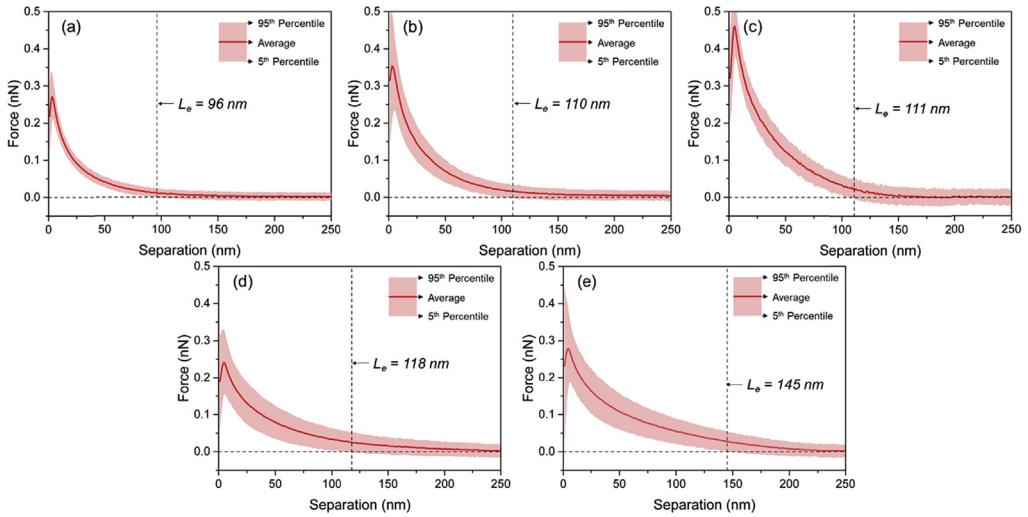 (a)
95th Percentile
Average
5th Percentile
Le = 96 nm
Force (nN)
0.5
0.4
0.3
0.2
0.1
0.0
0 50 100 150 200 250
Separation (nm)
(b)
95th Percentile
Average
5th Percentile
Le = 110 nm
Force (nN)
0.5
0.4
0.3
0.2
0.1
0.0
0 50 100 150 200 250
Separation (nm)
(c)
95th Percentile
Average
5th Percentile
Le = 111 nm
Force (nN)
0.5
0.4
0.3
0.2
0.1
0.0
0 50 100 150 200 250
Separation (nm)
(d)
95th Percentile
Average
5th Percentile
Le = 118 nm
Force (nN)
0.5
0.4
0.3
0.2
0.1
0.0
0 50 100 150 200 250
Separation (nm)
(e)
95th Percentile
Average
5th Percentile
Le = 145 nm
Force (nN)
0.5
0.4
0.3
0.2
0.1
0.0
0 50 100 150 200 250
Separation (nm)